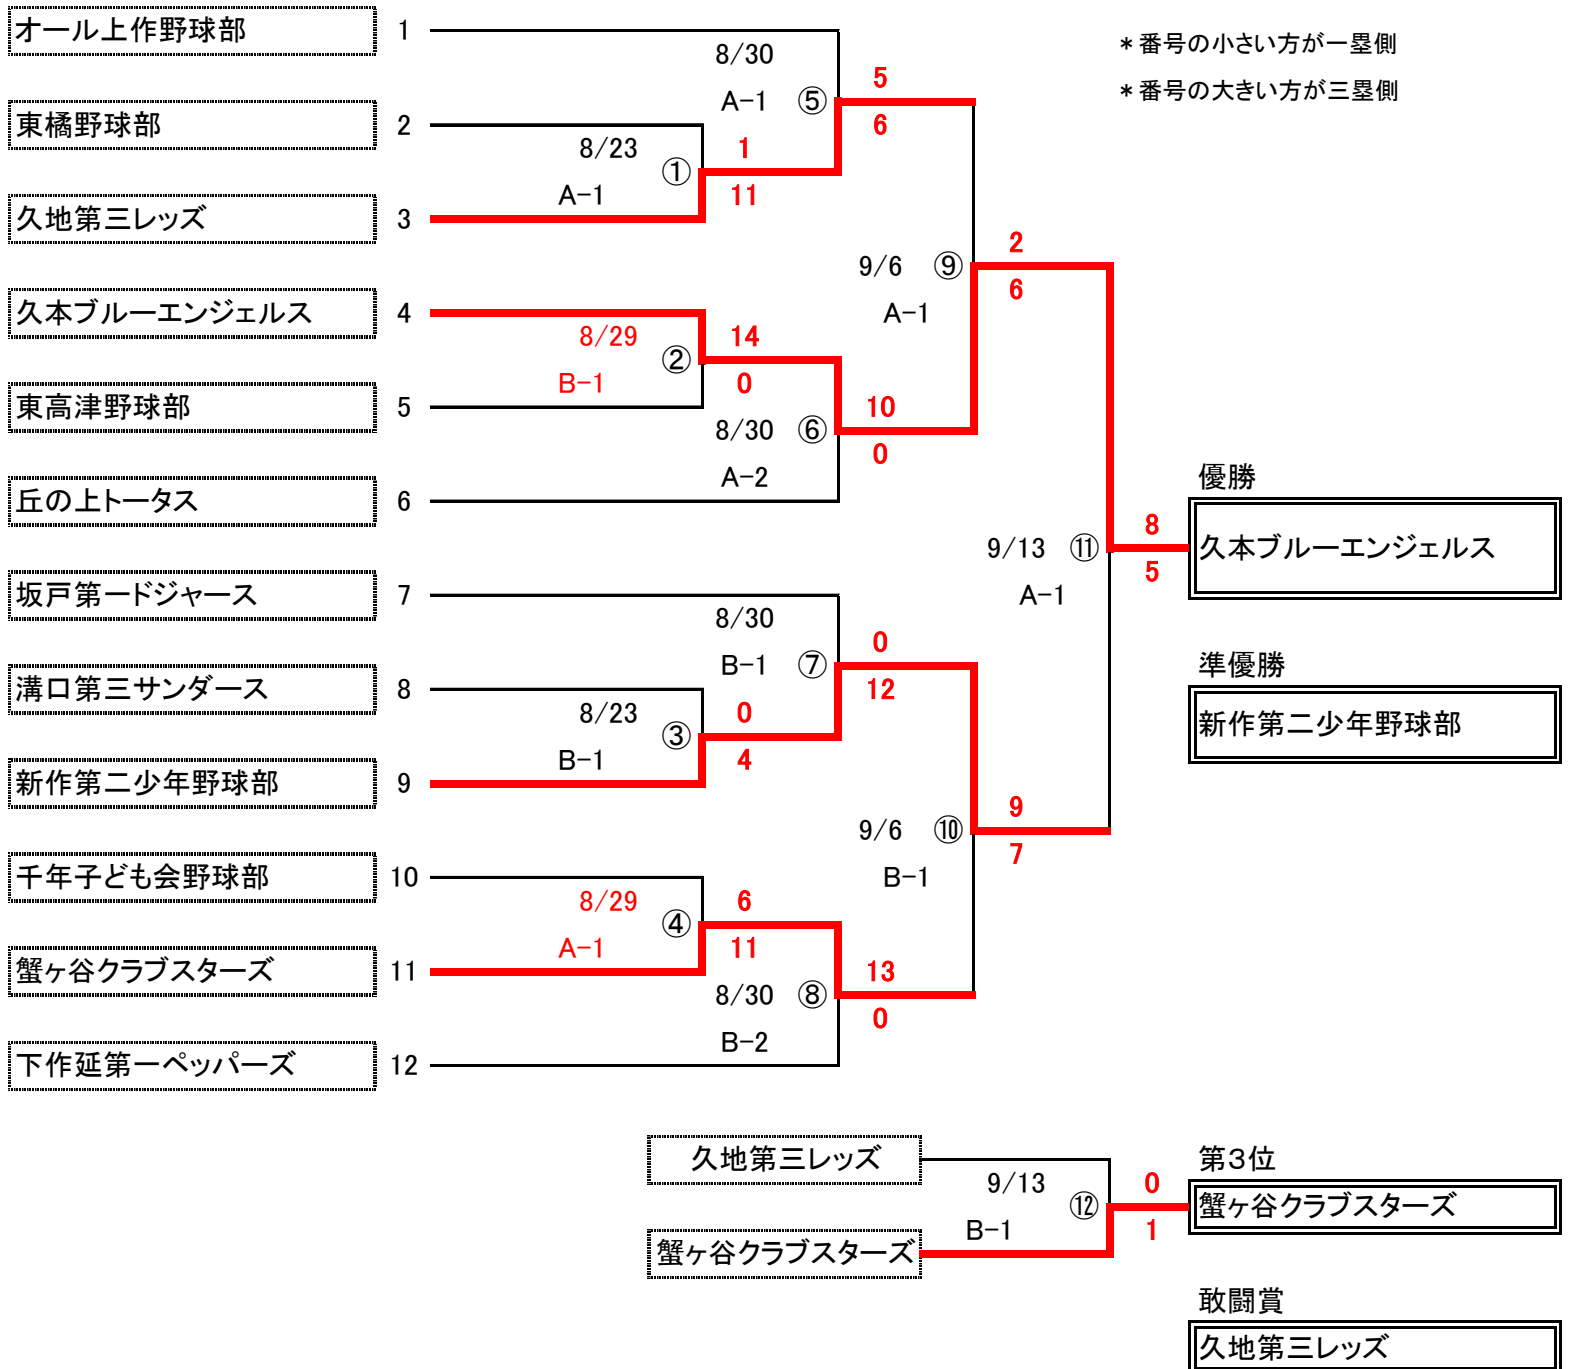 オール上作野球部 1
8/30
＊番号の小さい方が一塁側
A-1 ⑤ 5
＊番号の大きい方が三塁側
東橘野球部 2
6
8/23 ① 1
A-1 11
久地第三レッズ 3
2
9/6 ⑨
6
久本ブルーエンジェルス 4
A-1
8/29 ② 14
B-1 0
東高津野球部 5
10
8/30 ⑥
0
A-2
丘の上トータス 6
優勝
8
9/13 ⑪ 久本ブルーエンジェルス
5
坂戸第一ドジャース 7
A-1
8/30
0
B-1 ⑦
準優勝
溝口第三サンダース 8
12
8/23 ③ 0
新作第二少年野球部
B-1 4
新作第二少年野球部 9
9
9/6 ⑩
7
千年子ども会野球部 10
B-1
8/29 ④ 6
A-1 11
蟹ヶ谷クラブスターズ 11
13
8/30 ⑧
0
B-2
下作延第一ペッパーズ 12
久地第三レッズ
第3位
9/13 ⑫ 0
蟹ヶ谷クラブスターズ
B-1 1
蟹ヶ谷クラブスターズ
敢闘賞
久地第三レッズ